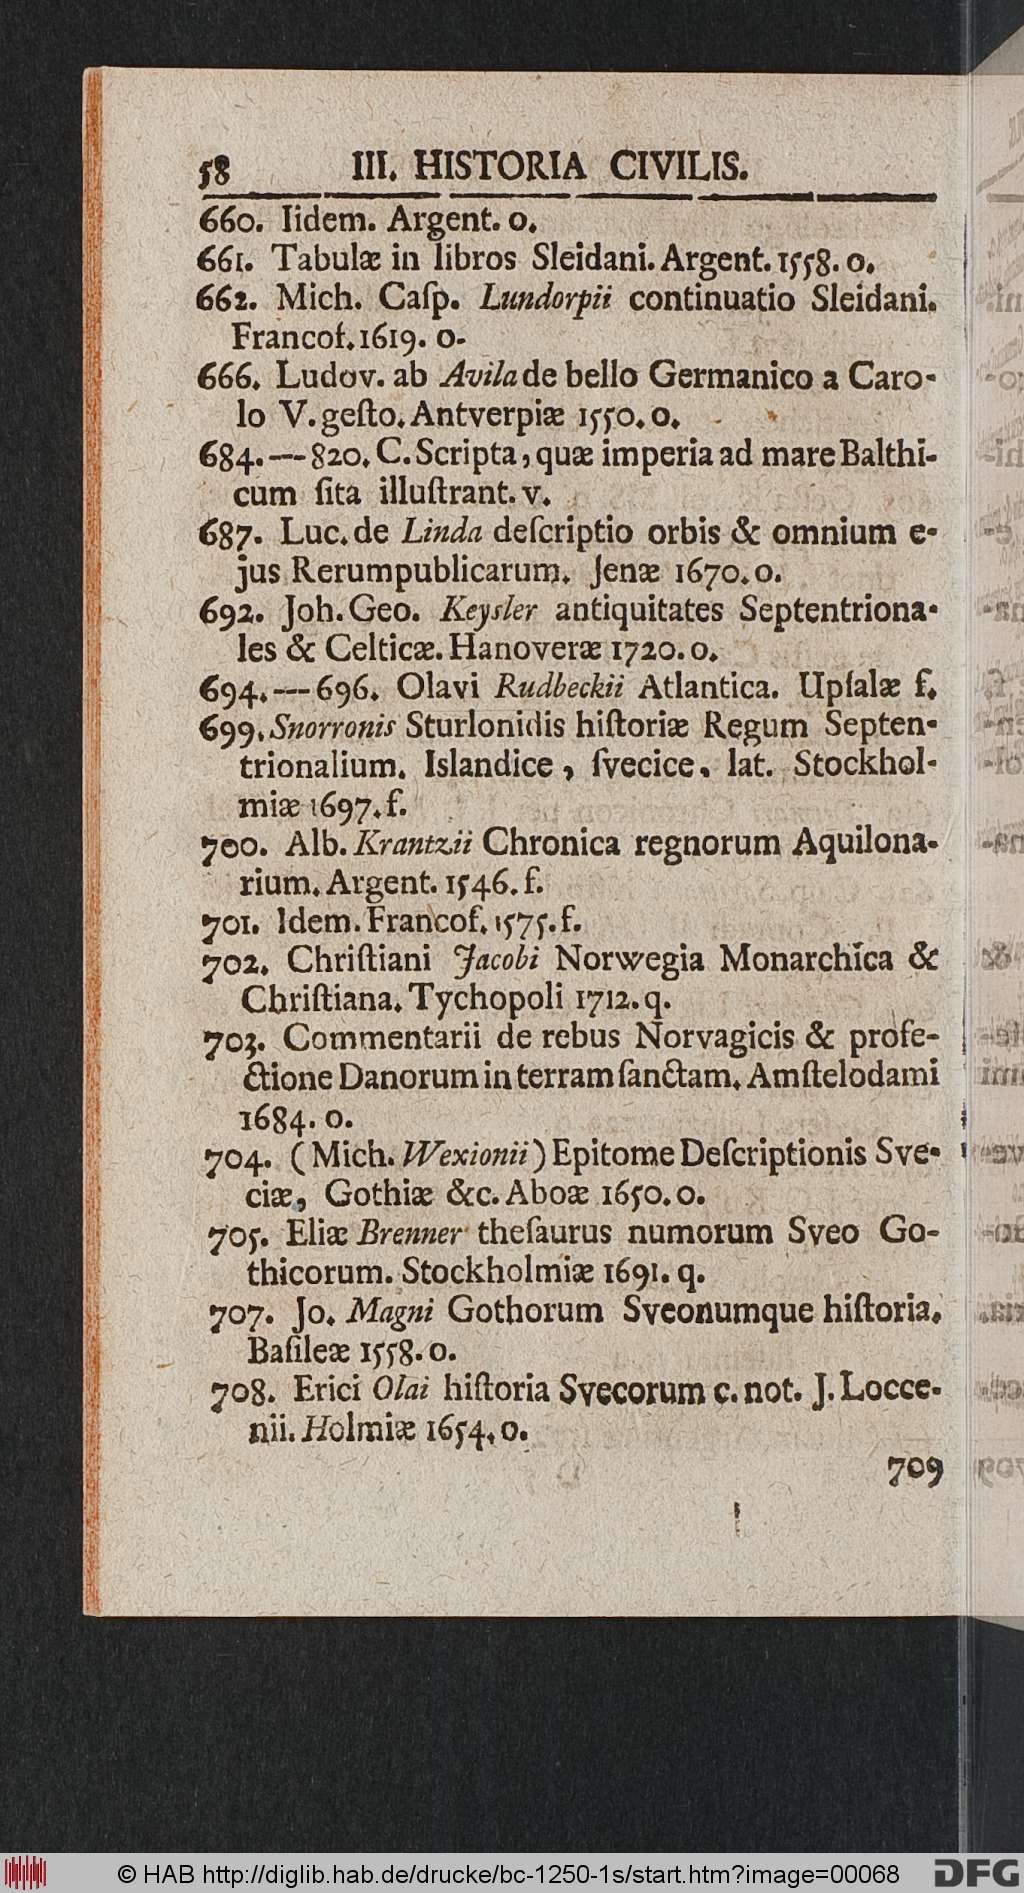 58 III. HISTORIA CIVILIS.
660. Iidem. Argent. o.
661. Tabulæ in libros Sleidani. Argent. 1558. o.
662. Mich. Caſp. Lundorpii continuatio Sleidani.
Francof. 1619. o.
666. Ludov. ab Avila de bello Germanico a Caro-
lo V. geſto. Antverpiæ 1550. o.
684.---820. C. Scripta, quæ imperia ad mare Balthi-
cum ſita illuſtrant. v.
687. Luc. de Linda deſcriptio orbis & omnium e-
jus Rerumpublicarum. Jenæ 1670. o.
692. Joh. Geo. Keysler antiquitates Septentriona-
les & Celticæ. Hanoveræ 1720. o.
694.---696. Olavi Rudbeckii Atlantica. Upſalæ f.
699. Snorronis Sturlonidis hiſtoriæ Regum Septen-
trionalium. Islandice, ſvecice. lat. Stockhol-
miæ 1697. f.
700. Alb. Krantzii Chronica regnorum Aquilona-
rium. Argent. 1546. f.
701. Idem. Francof. 1575. f.
702. Chriſtiani Jacobi Norwegia Monarchica &
Chriſtiana. Tychopoli 1712. q.
703. Commentarii de rebus Norvagicis & profe-
ctione Danorum in terram ſanctam. Amſtelodami
1684. o.
704. (Mich. Wexionii) Epitome Deſcriptionis Sve-
ciæ, Gothiæ &c. Aboæ 1650. o.
705. Eliæ Brenner theſaurus numorum Sveo Go-
thicorum. Stockholmiæ 1691. q.
707. Jo. Magni Gothorum Sveonumque hiſtoria.
Baſileæ 1558. o.
708. Erici Olai hiſtoria Svecorum c. not. J. Locce-
nii. Holmiæ 1654. o.
709
© HAB http://diglib.hab.de/drucke/bc-1250-1s/start.htm?image=00068
DFG